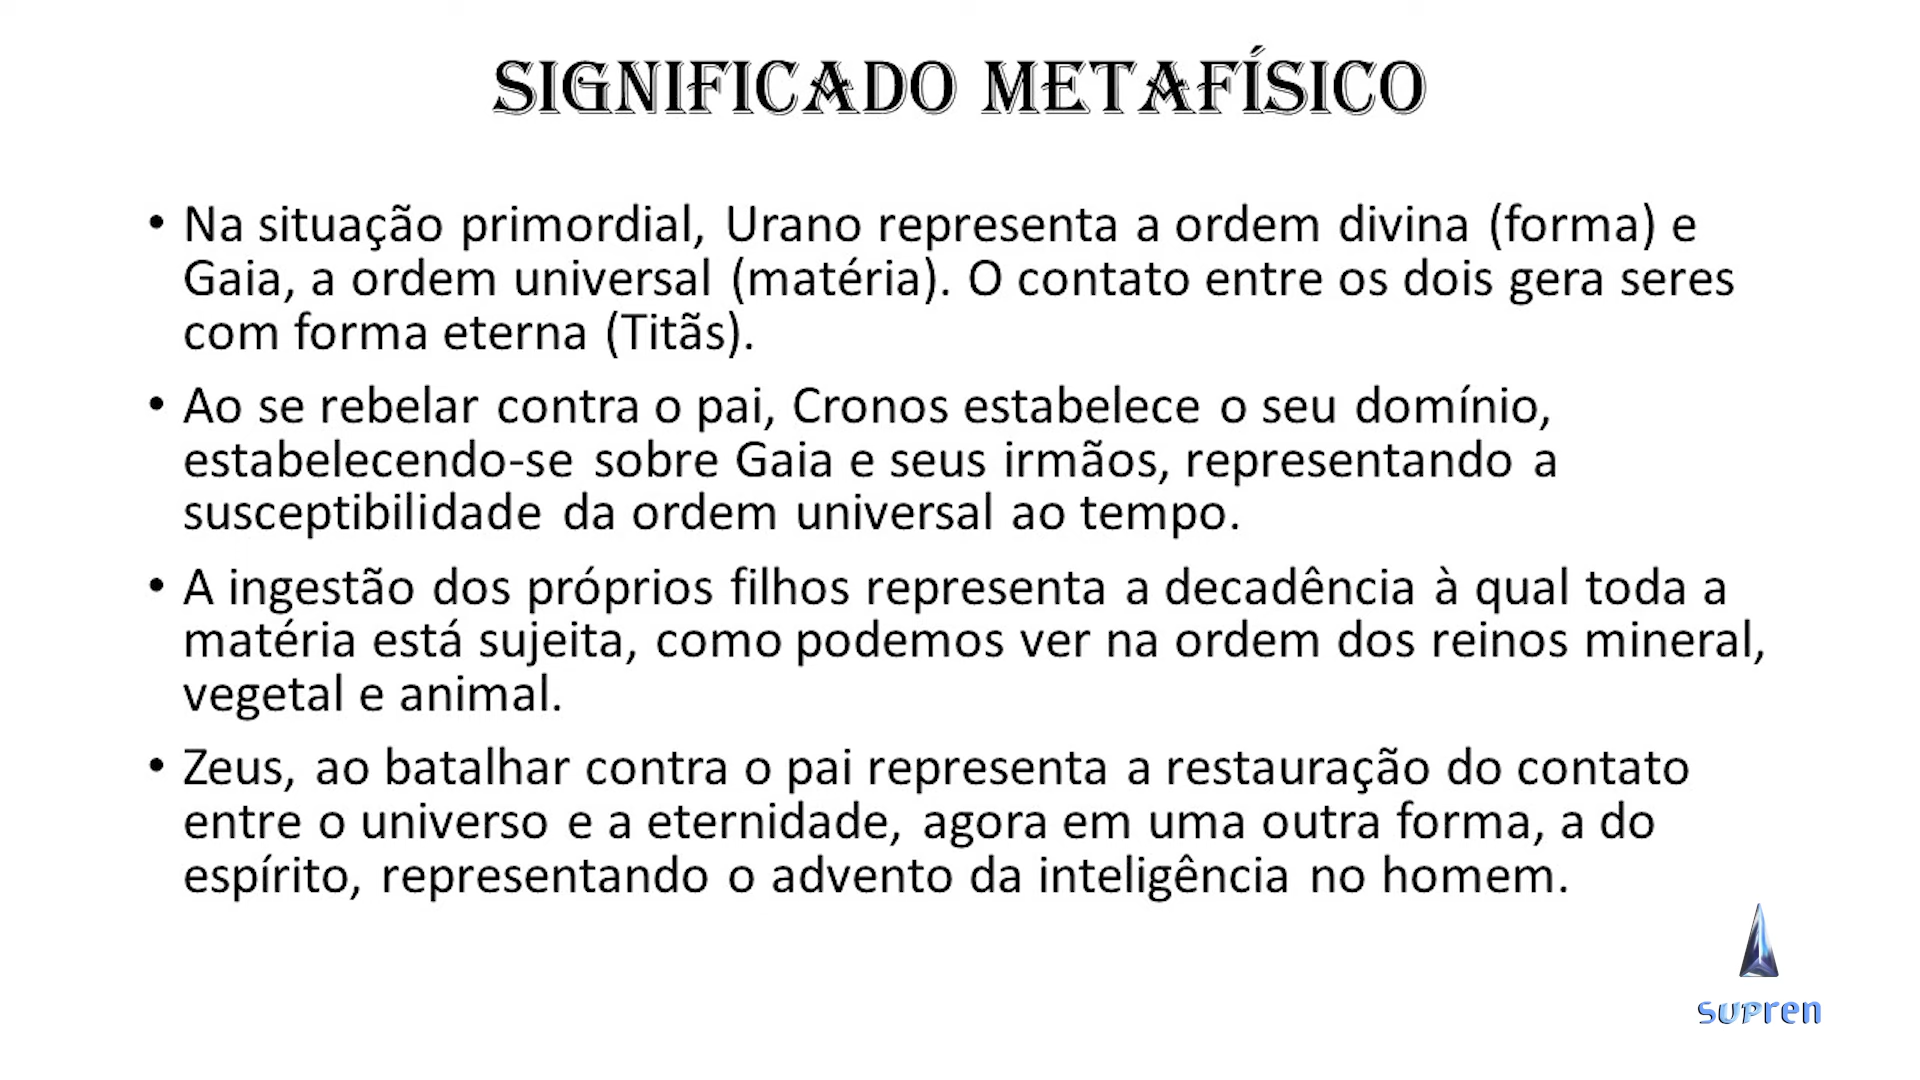 SIGNIFICADO METAFÍSICO
• Na situação primordial, Urano representa a ordem divina (forma) e
Gaia, a ordem universal (matéria). O contato entre os dois gera seres
com forma eterna (Titãs).
• Ao se rebelar contra o pai, Cronos estabelece o seu domínio,
estabelecendo-se sobre Gaia e seus irmãos, representando a
susceptibilidade da ordem universal ao tempo.
• A ingestão dos próprios filhos representa a decadência à qual toda a
matéria está sujeita, como podemos ver na ordem dos reinos mineral,
vegetal e animal.
• Zeus, ao batalhar contra o pai representa a restauração do contato
entre o universo e a eternidade, agora em uma outra forma, a do
espírito, representando o advento da inteligência no homem.
supren